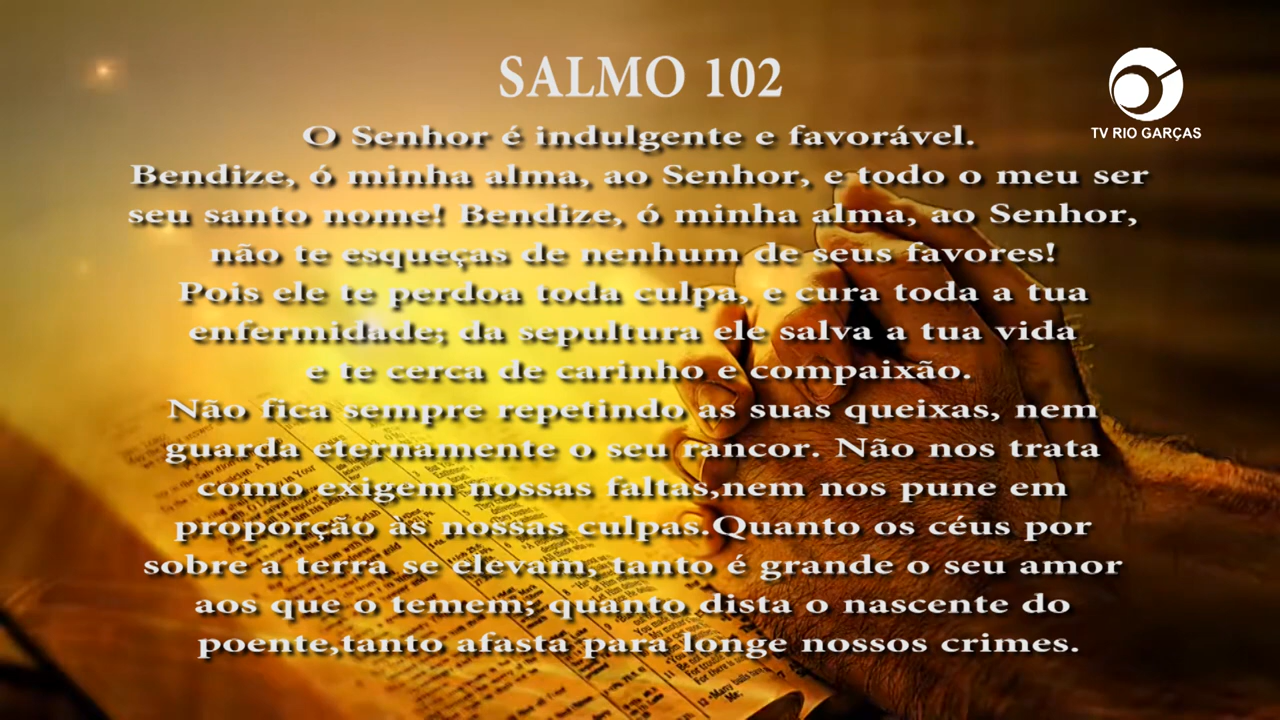 SALMO 102
TV RIO GARÇAS
O Senhor é indulgente e favorável.
Bendize, ó minha alma, ao Senhor, e todo o meu ser
seu santo nome! Bendize, ó minha alma, ao Senhor,
não te esqueças de nenhum de seus favores!
Pois ele te perdoa toda culpa, e cura toda a tua
enfermidade; da sepultura ele salva a tua vida
e te cerca de carinho e compaixão.
Não fica sempre repetindo as suas queixas, nem
guarda eternamente o seu rancor. Não nos trata
como exigem nossas faltas,nem nos pune em
proporção às nossas culpas.Quanto os céus por
sobre a terra se elevam, tanto é grande o seu amor
aos que o temem; quanto dista o nascente do
poente,tanto afasta para longe nossos crimes.